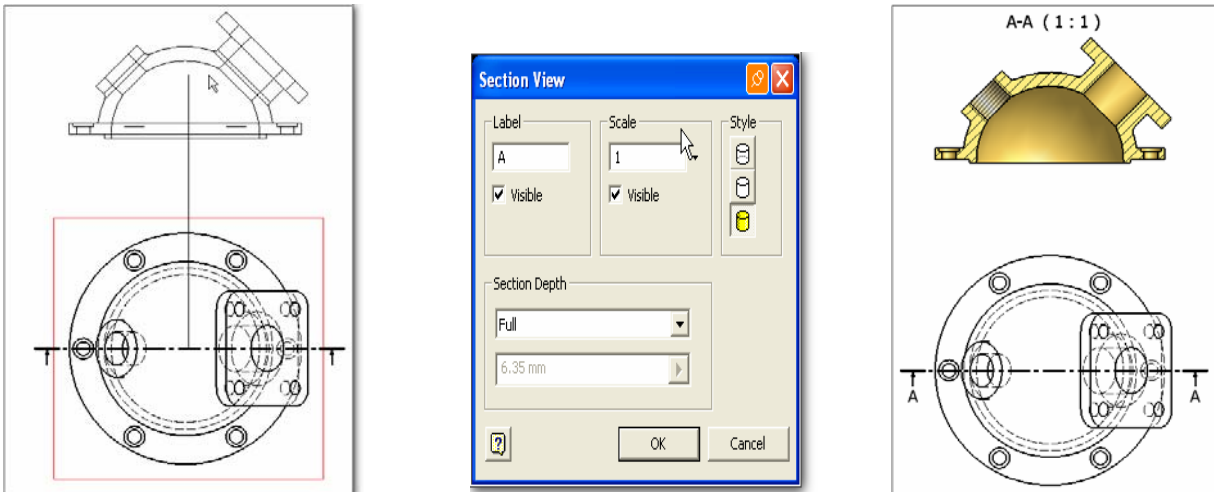 Section View
Label
Scale
Style
A
1
Visible
Visible
Section Depth
Full
6.35 mm
?
OK
Cancel
A-A ( 1 : 1 )
A
A